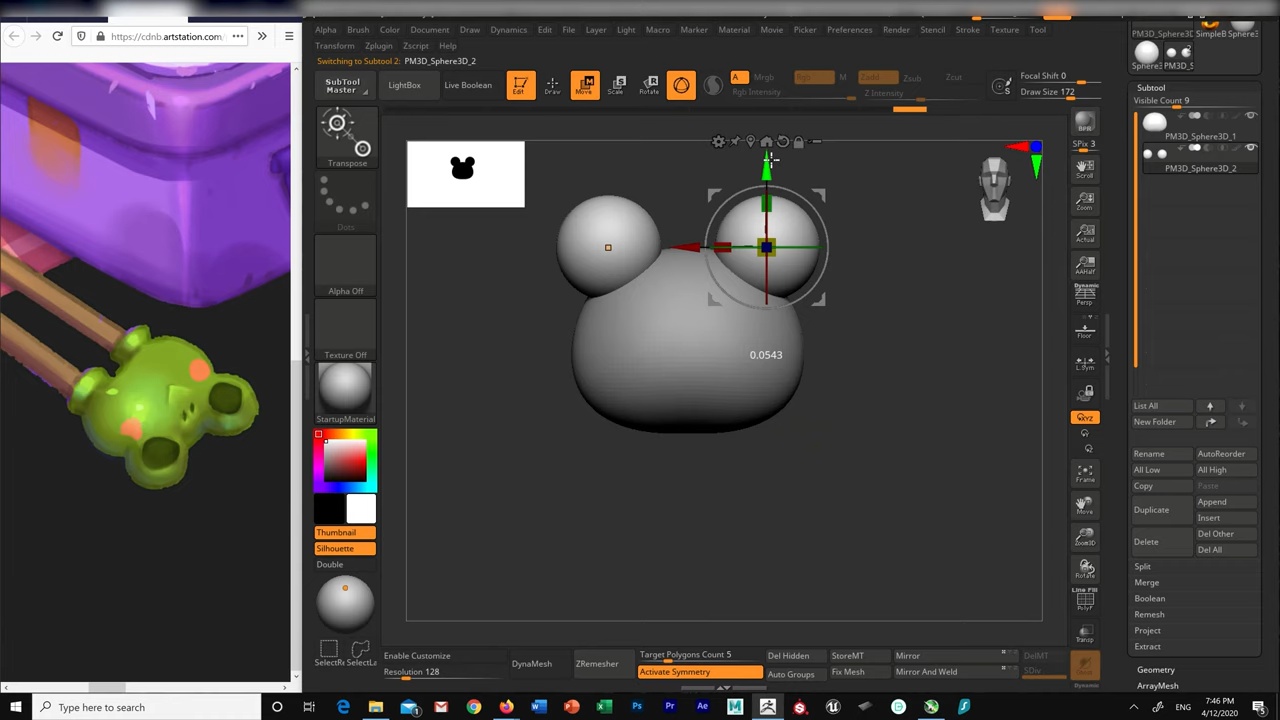 https://cdnb.artstation.com
Alpha Brush Color Document Draw Dynamics Edit File Layer Light Macro Marker Material Movie Picker Preferences Render Stencil Stroke Texture Tool
Transform Zplugin Zscript Help
Switching to Subtool 2: PM3D_Sphere3D_2
SubTool Master
LightBox
Live Boolean
Edit
Draw
Move
Scale
Rotate
A Mrgb Rgb M Zadd Zsub Zcut
Rgb Intensity
Z Intensity
Focal Shift 0
Draw Size 172
Transpose
Dots
Alpha Off
Texture Off
StartupMaterial
Thumbnail
Silhouette
Double
0.0543
BPR
SPix 3
Scroll
Zoom
Actual
AAHalf
Dynamic
Persp
Floor
L.Sym
XYZ
Frame
Move
Zoom3D
Rotate
Line Fill
PolyF
Transp
Dynamic
Subtool
Visible Count 9
PM3D_Sphere3D_1
PM3D_Sphere3D_2
List All
New Folder
Rename AutoReorder
All Low All High
Copy Paste
Duplicate Append
Insert
Delete Del Other
Del All
Split
Merge
Boolean
Remesh
Project
Extract
Geometry
ArrayMesh
Enable Customize
Resolution 128
DynaMesh
ZRemesher
Target Polygons Count 5
Activate Symmetry
Del Hidden
Auto Groups
StoreMT
Fix Mesh
Mirror
Mirror And Weld
DelMT
SDiv
Type here to search
7:46 PM
4/12/2020